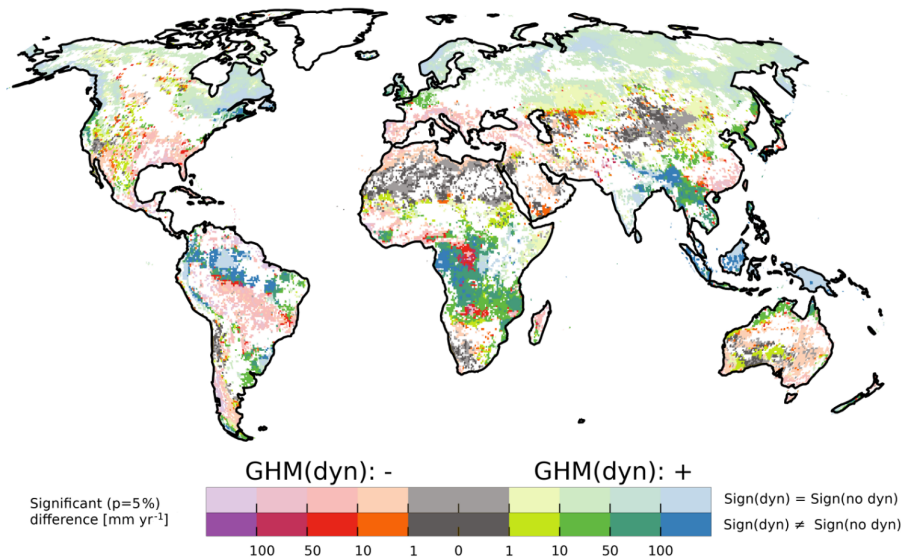 GHM(dyn): - GHM(dyn): +
Significant (p=5%)
difference [mm yr⁻¹]
Sign(dyn) = Sign(no dyn)
Sign(dyn) ≠ Sign(no dyn)
100 50 10 1 0 1 10 50 100